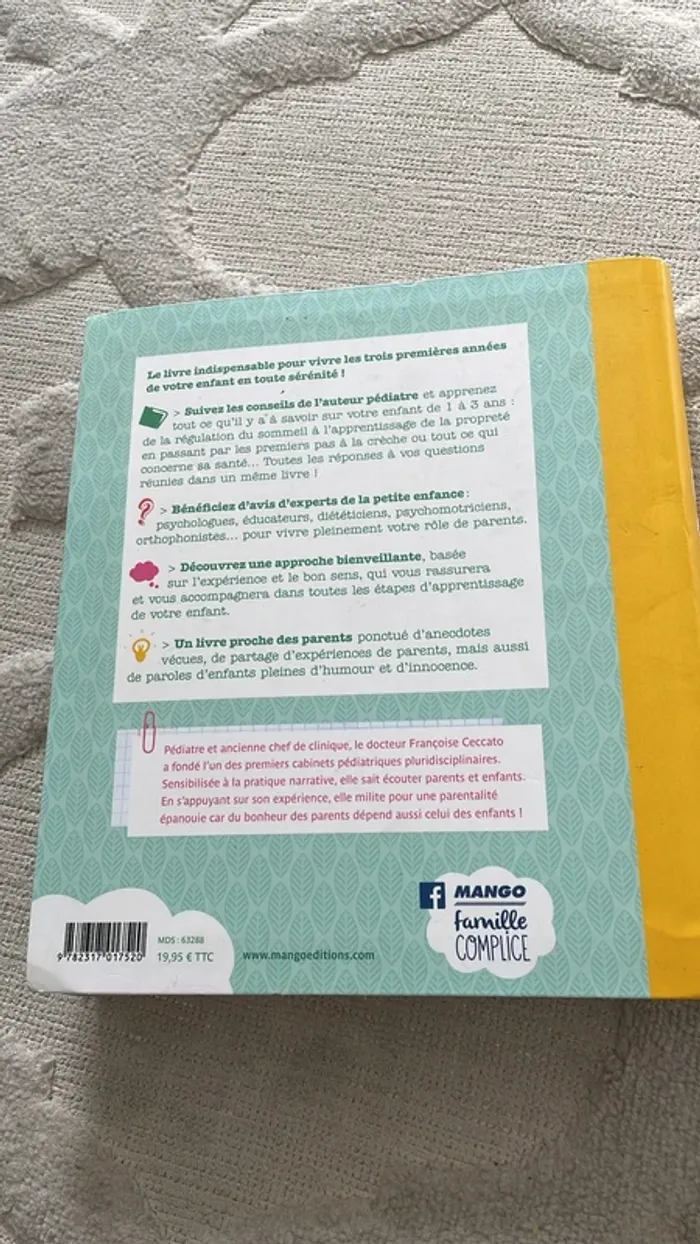 Le livre indispensable pour vivre les trois premières années
de votre enfant en toute sérénité !
> Suivez les conseils de l'auteur pédiatre et apprenez
tout ce qu'il y a à savoir sur votre enfant de 1 à 3 ans :
de la régulation du sommeil à l'apprentissage de la propreté
en passant par les premiers pas à la crèche ou tout ce qui
concerne sa santé... Toutes les réponses à vos questions
réunies dans un même livre !
> Bénéficiez d'avis d'experts de la petite enfance :
psychologues, éducateurs, diététiciens, psychomotriciens,
orthophonistes... pour vivre pleinement votre rôle de parents.
> Découvrez une approche bienveillante, basée
sur l'expérience et le bon sens, qui vous rassurera
et vous accompagnera dans toutes les étapes d'apprentissage
de votre enfant.
> Un livre proche des parents ponctué d'anecdotes
vécues, de partage d'expériences de parents, mais aussi
de paroles d'enfants pleines d'humour et d'innocence.
Pédiatre et ancienne chef de clinique, le docteur Françoise Ceccato
a fondé l'un des premiers cabinets pédiatriques pluridisciplinaires.
Sensibilisée à la pratique narrative, elle sait écouter parents et enfants.
En s'appuyant sur son expérience, elle milite pour une parentalité
épanouie car du bonheur des parents dépend aussi celui des enfants !
f MANGO
famille
COMPLICE
MDS : 63288
9 782317 017520
19,95 € TTC
www.mangoeditions.com